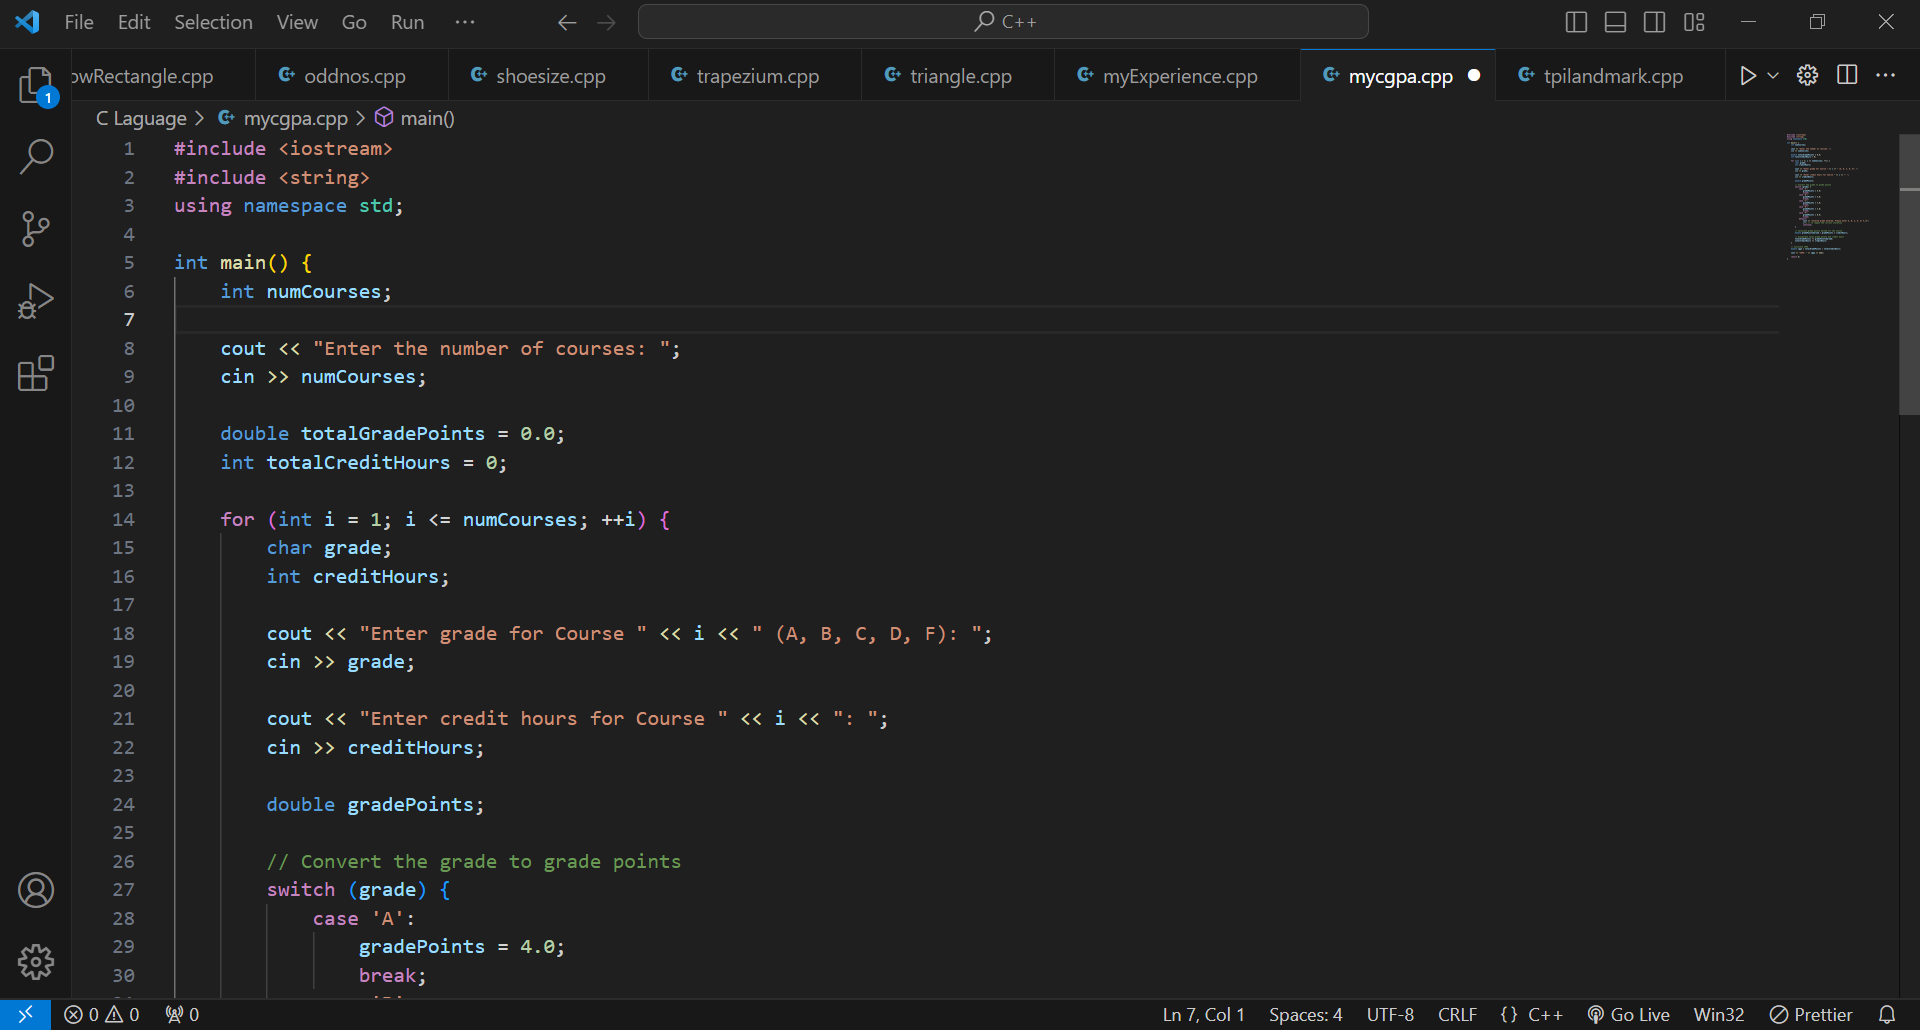 File Edit Selection View Go Run ··· C++
owRectangle.cpp oddnos.cpp shoesize.cpp trapezium.cpp triangle.cpp myExperience.cpp mycgpa.cpp tpilandmark.cpp
1
C Laguage > mycgpa.cpp > main()
1 #include <iostream>
2 #include <string>
3 using namespace std;
4
5 int main() {
6 int numCourses;
7
8 cout << "Enter the number of courses: ";
9 cin >> numCourses;
10
11 double totalGradePoints = 0.0;
12 int totalCreditHours = 0;
13
14 for (int i = 1; i <= numCourses; ++i) {
15 char grade;
16 int creditHours;
17
18 cout << "Enter grade for Course " << i << " (A, B, C, D, F): ";
19 cin >> grade;
20
21 cout << "Enter credit hours for Course " << i << ": ";
22 cin >> creditHours;
23
24 double gradePoints;
25
26 // Convert the grade to grade points
27 switch (grade) {
28 case 'A':
29 gradePoints = 4.0;
30 break;
0 0 0 Ln 7, Col 1 Spaces: 4 UTF-8 CRLF {} C++ Go Live Win32 Prettier